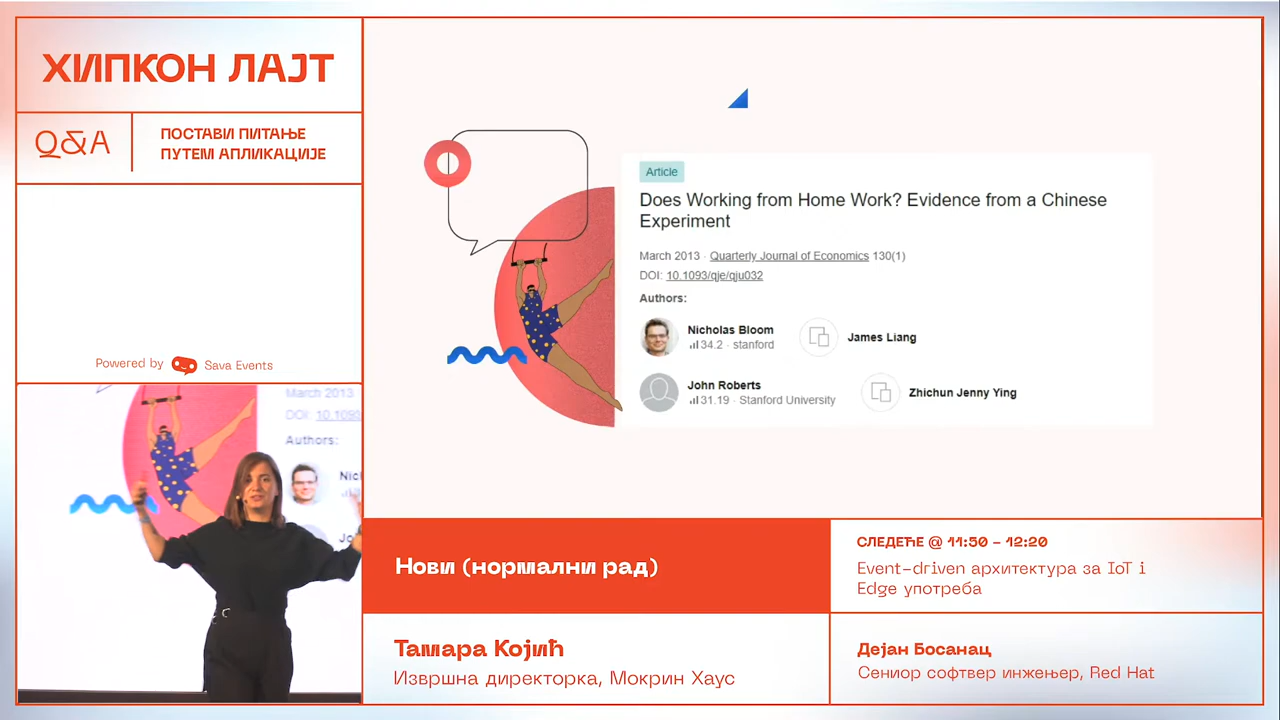 ХИПКОН ЛАЈТ
Q&A
ПОСТАВИ ПИТАЊЕ
ПУТЕМ АПЛИКАЦИЈЕ
Powered by Sava Events
Article
Does Working from Home Work? Evidence from a Chinese
Experiment
March 2013 · Quarterly Journal of Economics 130(1)
DOI: 10.1093/qje/qju032
Authors:
Nicholas Bloom
34.2 · stanford
James Liang
John Roberts
31.19 · Stanford University
Zhichun Jenny Ying
March 2013
DOI: 10.1093
Authors:
Nich
Jo
Нови (нормални рад)
Тамара Којић
Извршна директорка, Мокрин Хаус
СЛЕДЕЋЕ @ 11:50 - 12:20
Event-driven архитектура за IoT i
Edge употреба
Дејан Босанац
Сениор софтвер инжењер, Red Hat